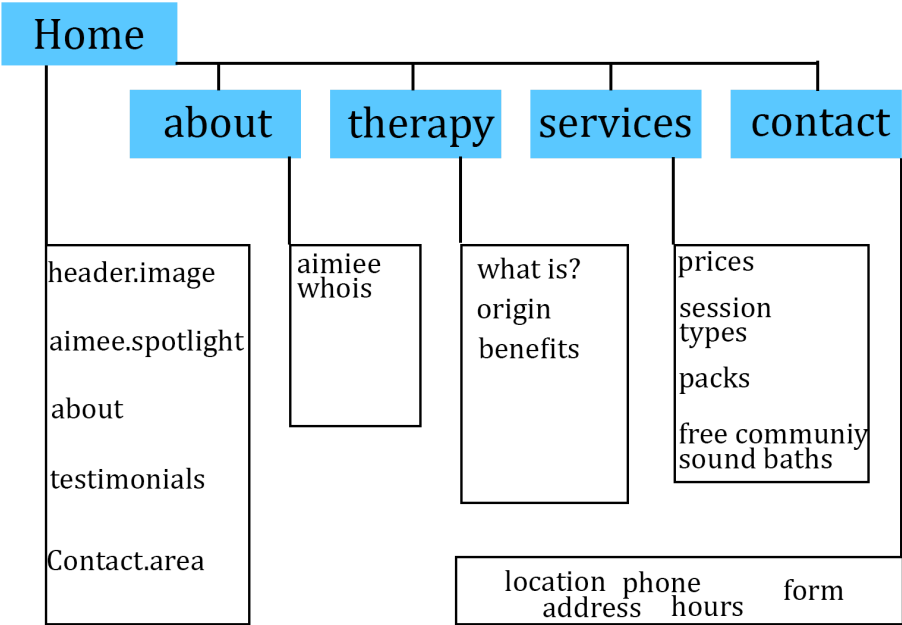 Home
about
therapy
services
contact
header.image
aimee.spotlight
about
testimonials
Contact.area
aimiee
whois
what is?
origin
benefits
prices
session
types
packs
free communiy
sound baths
location phone
address hours
form